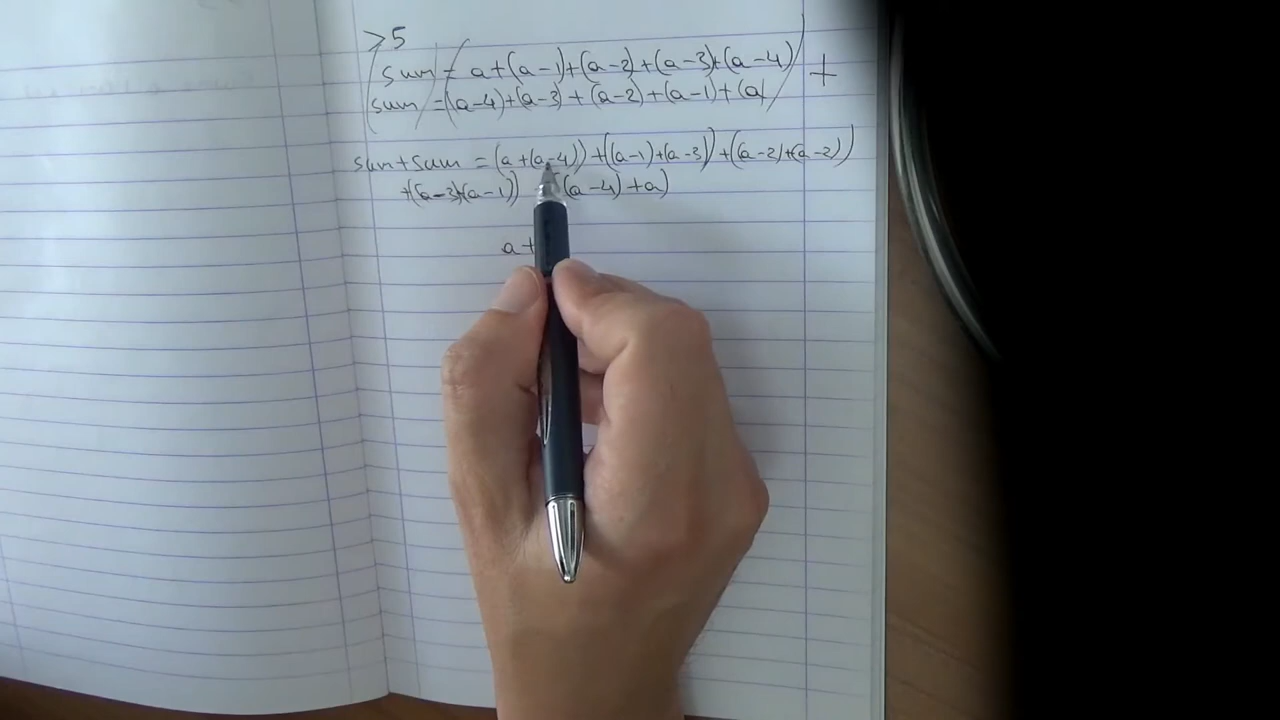 >5
sum = a+(a-1)+(a-2)+(a-3)+(a-4)
sum =(a-4)+(a-3)+(a-2)+(a-1)+(a) +
sum+sum =(a+(a-4))+((a-1)+(a-3))+((a-2)+(a-2))
+((a-3)+(a-1)) (a-4)+a)
a+